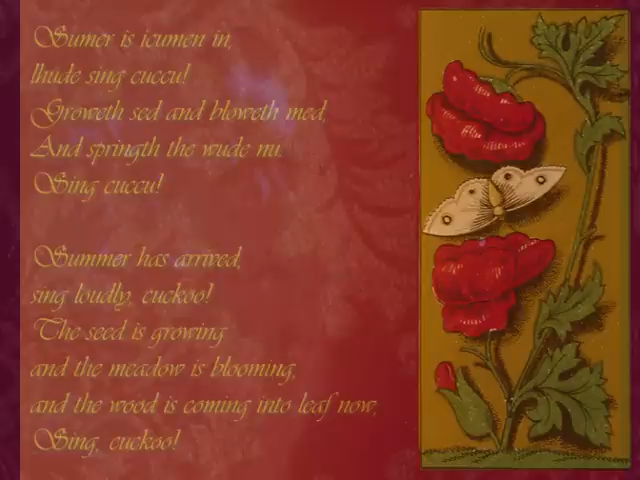 Sumer is icumen in,
lhude sing cuccu!
Groweth sed and bloweth med,
And springth the wude nu.
Sing cuccu!
Summer has arrived,
sing loudly, cuckoo!
The seed is growing
and the meadow is blooming,
and the wood is coming into leaf now,
Sing, cuckoo!